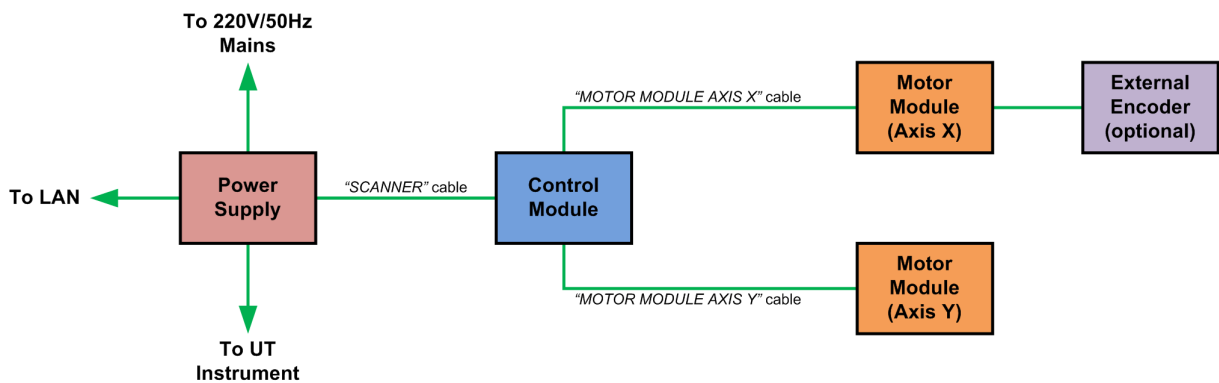 To 220V/50Hz
Mains
“MOTOR MODULE AXIS X” cable
Motor
Module
(Axis X)
External
Encoder
(optional)
To LAN
Power
Supply
“SCANNER” cable
Control
Module
“MOTOR MODULE AXIS Y” cable
Motor
Module
(Axis Y)
To UT
Instrument